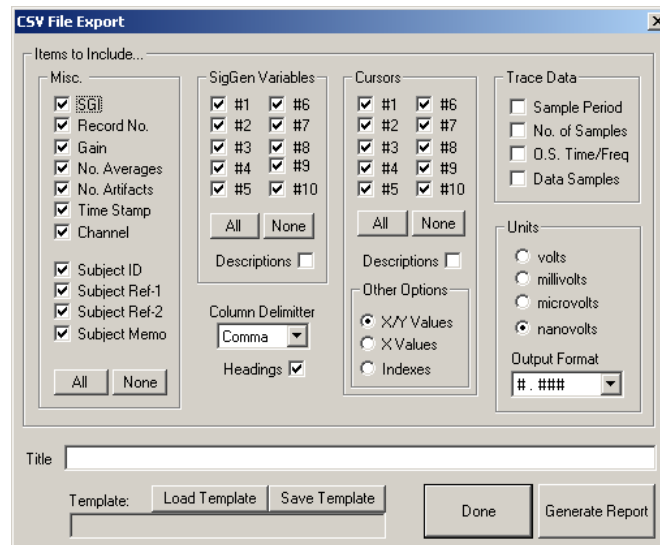 CSV File Export
Items to Include...
Misc.
SGI
Record No.
Gain
No. Averages
No. Artifacts
Time Stamp
Channel
Subject ID
Subject Ref-1
Subject Ref-2
Subject Memo
All None
SigGen Variables
#1 #6
#2 #7
#3 #8
#4 #9
#5 #10
All None
Descriptions
Column Delimitter
Comma
Headings
Cursors
#1 #6
#2 #7
#3 #8
#4 #9
#5 #10
All None
Descriptions
Other Options
X/Y Values
X Values
Indexes
Trace Data
Sample Period
No. of Samples
O.S. Time/Freq
Data Samples
Units
volts
millivolts
microvolts
nanovolts
Output Format
# . ###
Title
Template: Load Template Save Template
Done Generate Report